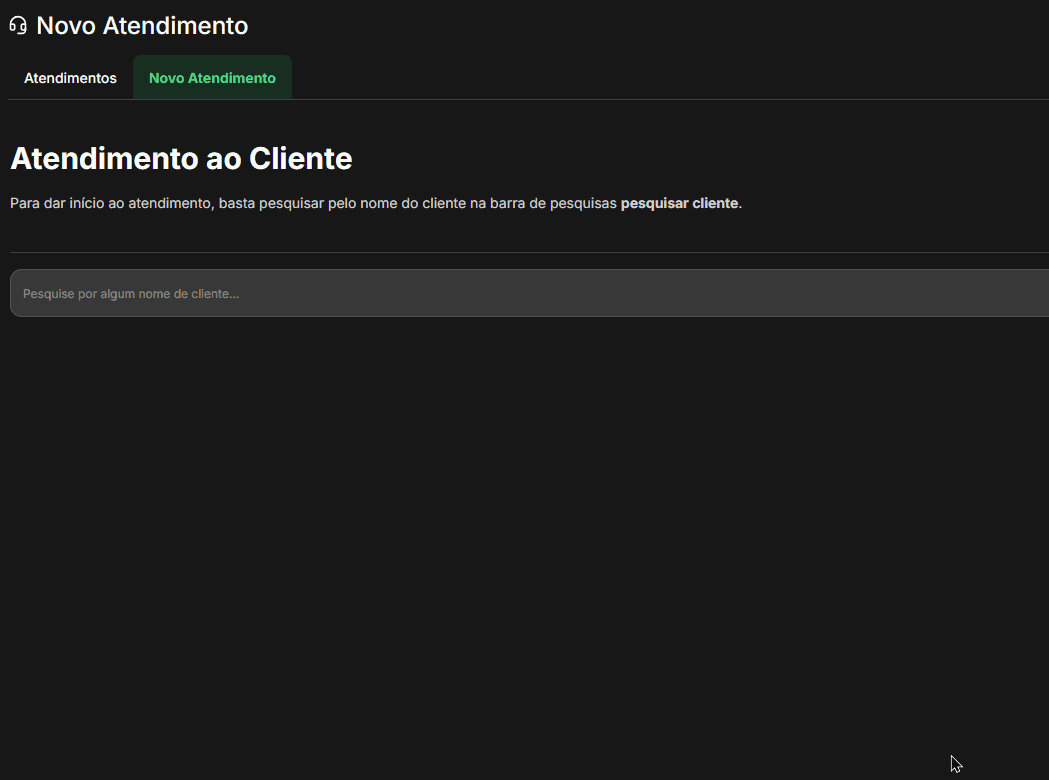 Novo Atendimento
Atendimentos
Novo Atendimento
Atendimento ao Cliente
Para dar início ao atendimento, basta pesquisar pelo nome do cliente na barra de pesquisas pesquisar cliente.
Pesquise por algum nome de cliente...